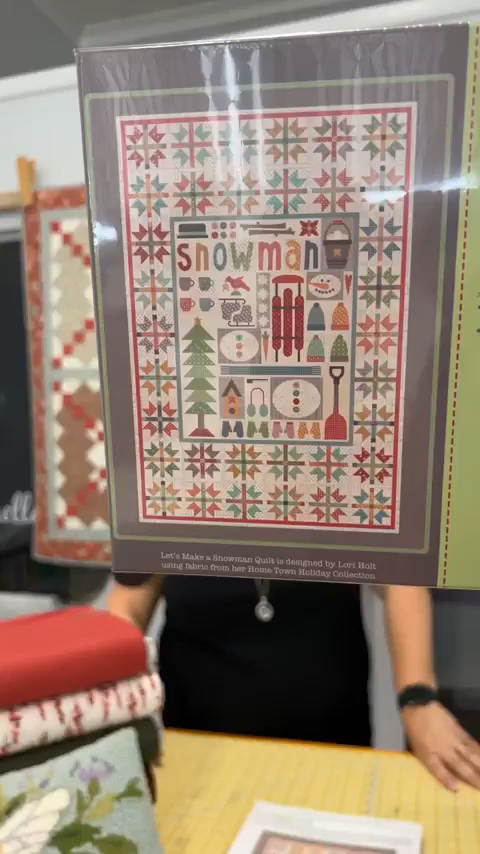 snowman
Let's Make a Snowman Quilt is designed by Lori Holt
using fabric from her Home Town Holiday Collection